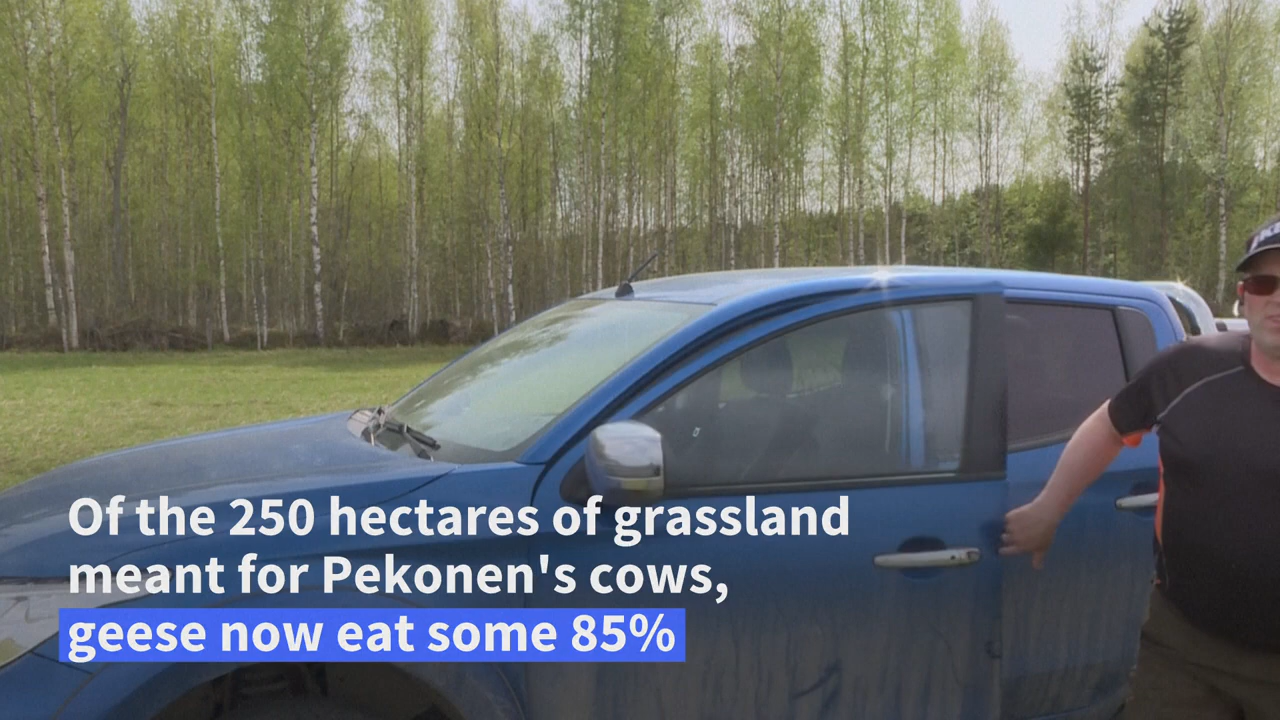 Of the 250 hectares of grassland
meant for Pekonen's cows,
geese now eat some 85%